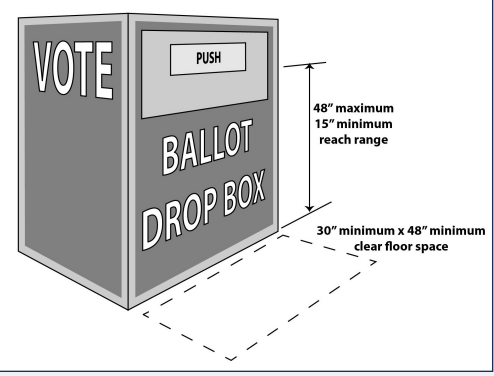 VOTE
PUSH
BALLOT
DROP BOX
48” maximum
15” minimum
reach range
30” minimum x 48” minimum
clear floor space